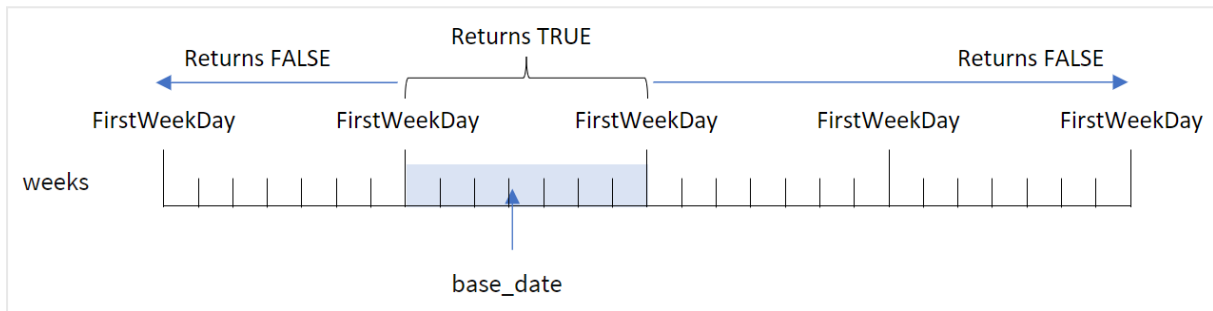 Returns TRUE
Returns FALSE Returns FALSE
FirstWeekDay FirstWeekDay FirstWeekDay FirstWeekDay FirstWeekDay
weeks
base_date